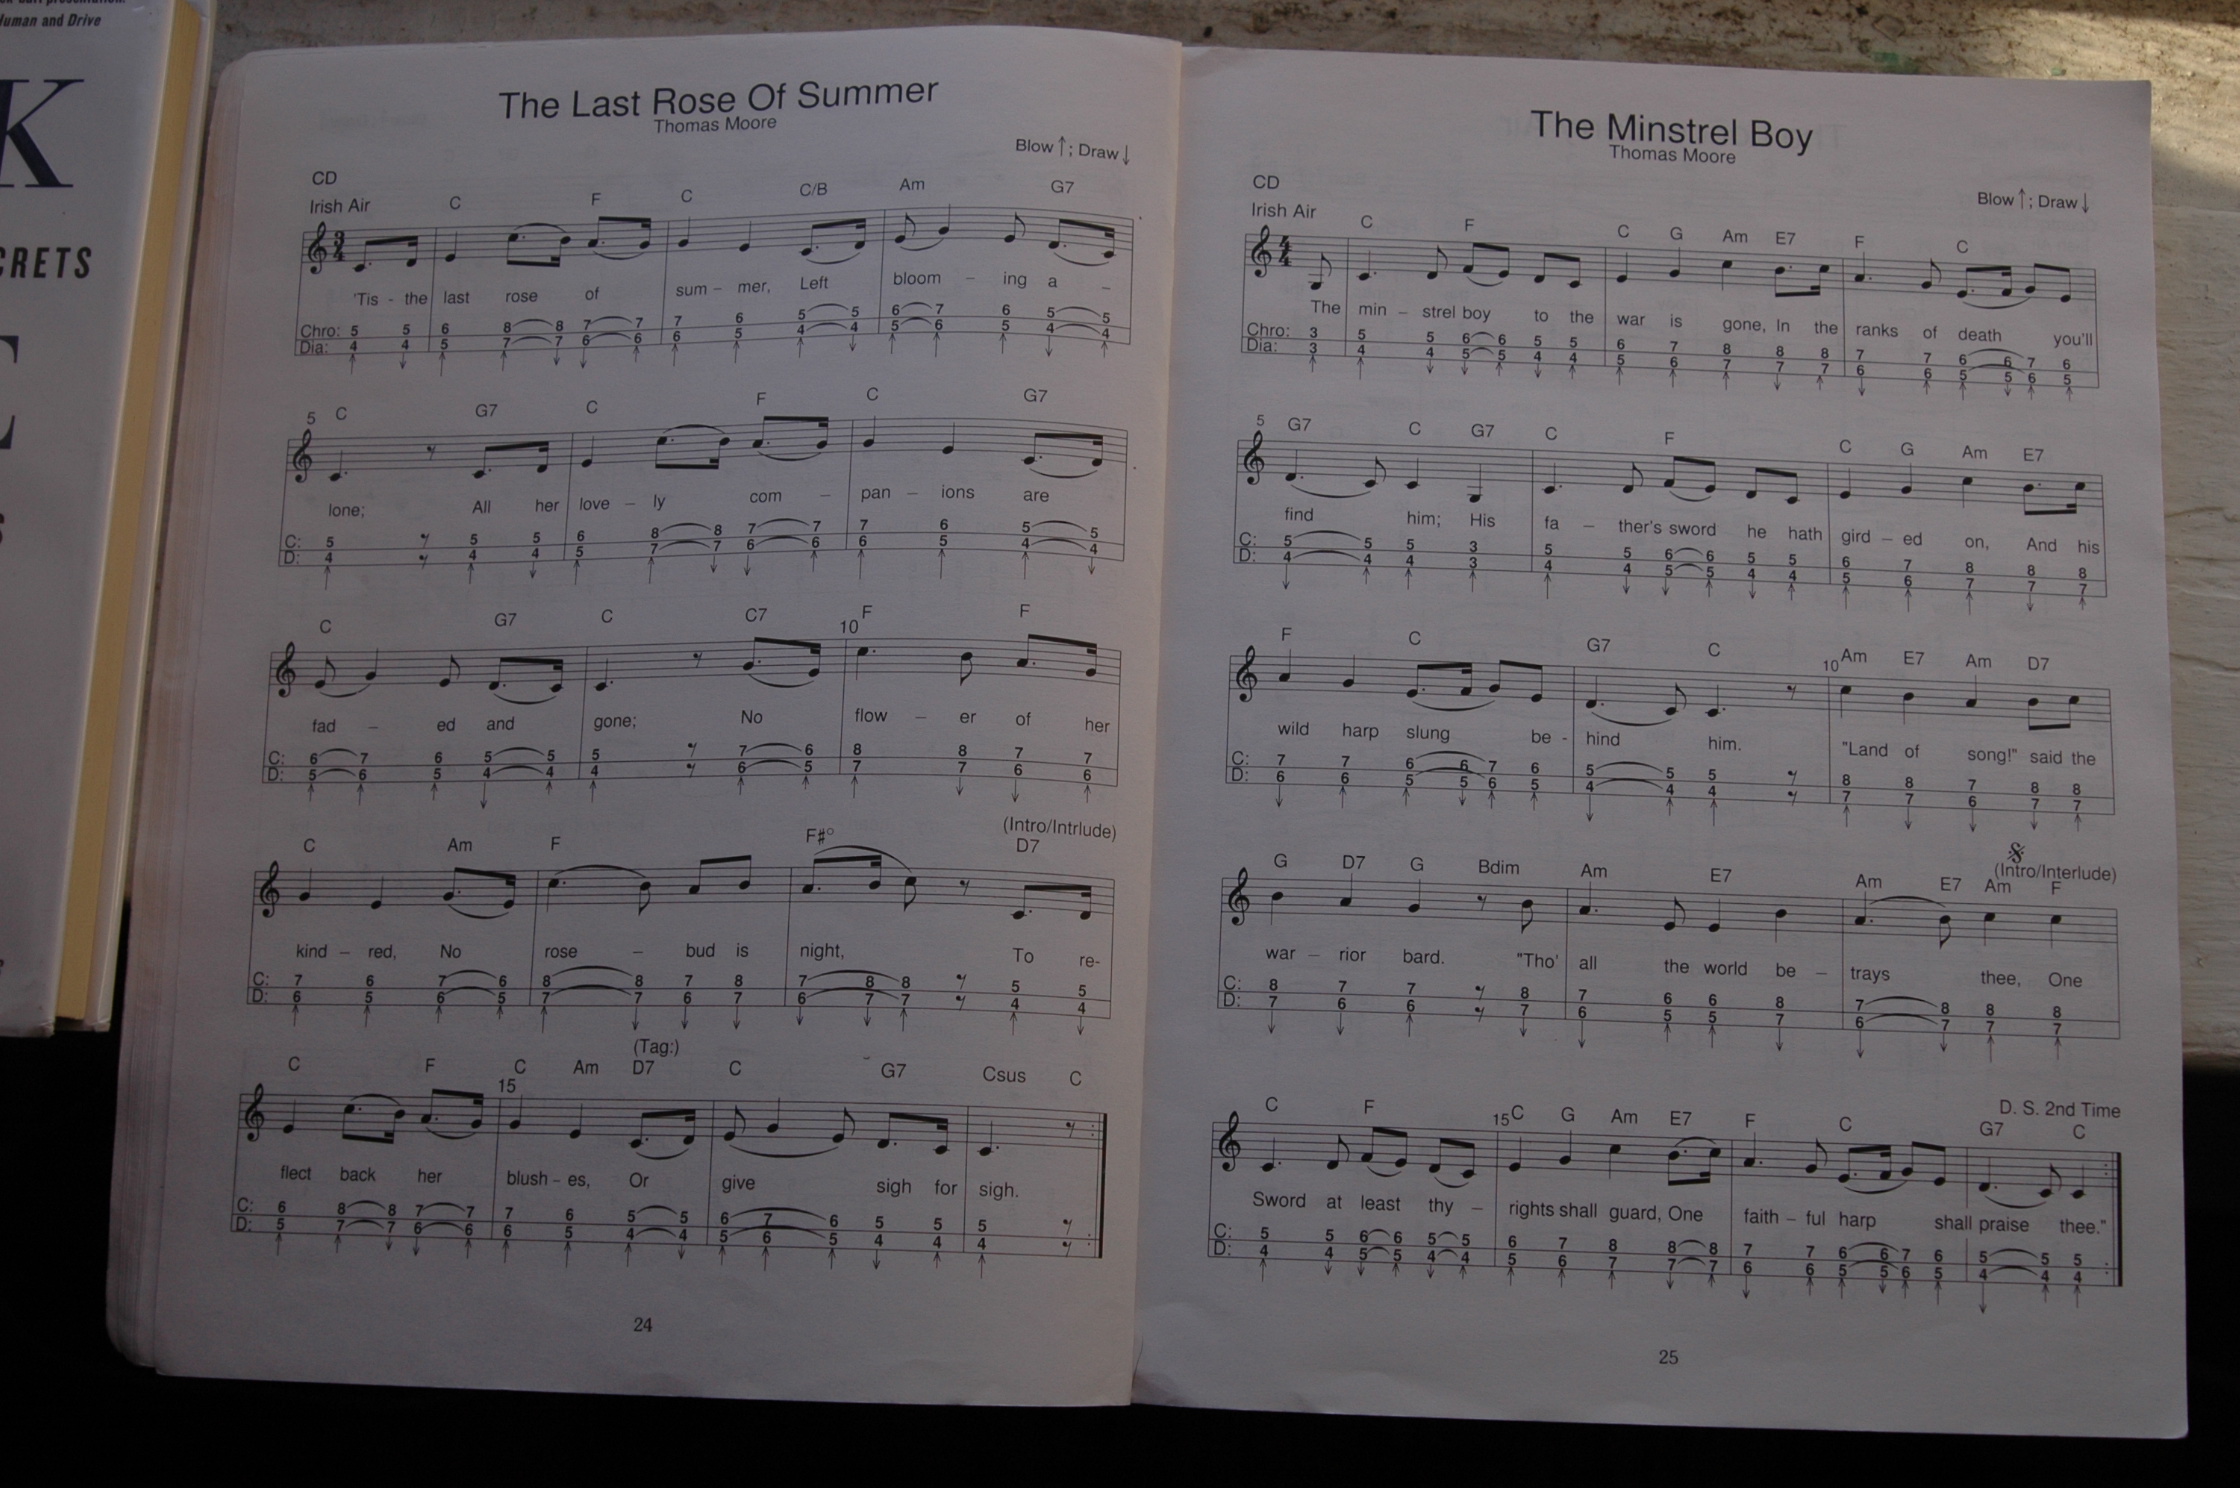 Human and Drive
K
CRETS
The Last Rose Of Summer
Thomas Moore
Blow ↑; Draw ↓
CD
Irish Air
C F C C/B Am G7
3 4
'Tis - the last rose of sum – mer, Left bloom – ing a –
Chro: 5 5 6 8 8 7 7 7 6 5 5 6 7 6 5 5
Dia: 4 4 5 7 7 6 6 6 5 4 4 5 6 5 4 4
5 C G7 C F C G7
lone; All her love – ly com – pan – ions are
C: 5 5 5 6 8 8 7 7 7 6 5 5
D: 4 4 4 5 7 7 6 6 6 5 4 4
C G7 C C7 10 F F
fad – ed and gone; No flow – er of her
C: 6 7 6 5 5 5 7 6 8 8 7 7
D: 5 6 5 4 4 4 6 5 7 7 6 6
(Intro/Intrlude)
C Am F F#° D7
kind – red, No rose – bud is night, To re-
C: 7 6 7 6 8 8 7 8 7 8 8 5 5
D: 6 5 6 5 7 7 6 7 6 7 7 4 4
(Tag:)
C F 15 C Am D7 C G7 Csus C
flect back her blush – es, Or give sigh for sigh.
C: 6 8 8 7 7 7 6 5 5 6 7 6 5 5 5
D: 5 7 7 6 6 6 5 4 4 5 6 5 4 4 4
24
The Minstrel Boy
Thomas Moore
Blow ↑; Draw ↓
CD
Irish Air
C F C G Am E7 F C
4 4
The min – strel boy to the war is gone, In the ranks of death you'll
Chro: 3 5 5 6 6 5 5 6 7 8 8 8 7 7 6 6 7 6
Dia: 3 4 4 5 5 4 4 5 6 7 7 7 6 6 5 5 6 5
5 G7 C G7 C F C G Am E7
find him; His fa – ther's sword he hath gird – ed on, And his
C: 5 5 5 3 5 5 6 6 5 5 6 7 8 8 8
D: 4 4 4 3 4 4 5 5 4 4 5 6 7 7 7
F C G7 C 10 Am E7 Am D7
wild harp slung be - hind him. "Land of song!" said the
C: 7 7 6 6 7 6 5 5 5 8 8 7 8 8
D: 6 6 5 5 6 5 4 4 4 7 7 6 7 7
(Intro/Interlude)
G D7 G Bdim Am E7 Am E7 Am F
war – rior bard. "Tho' all the world be – trays thee, One
C: 8 7 7 8 7 6 6 8 7 8 8 8
D: 7 6 6 7 6 5 5 7 6 7 7 7
D. S. 2nd Time
C F 15 C G Am E7 F C G7 C
Sword at least thy – rights shall guard, One faith – ful harp shall praise thee."
C: 5 5 6 6 5 5 6 7 8 8 8 7 7 6 6 7 6 5 5 5
D: 4 4 5 5 4 4 5 6 7 7 7 6 6 5 5 6 5 4 4 4
25